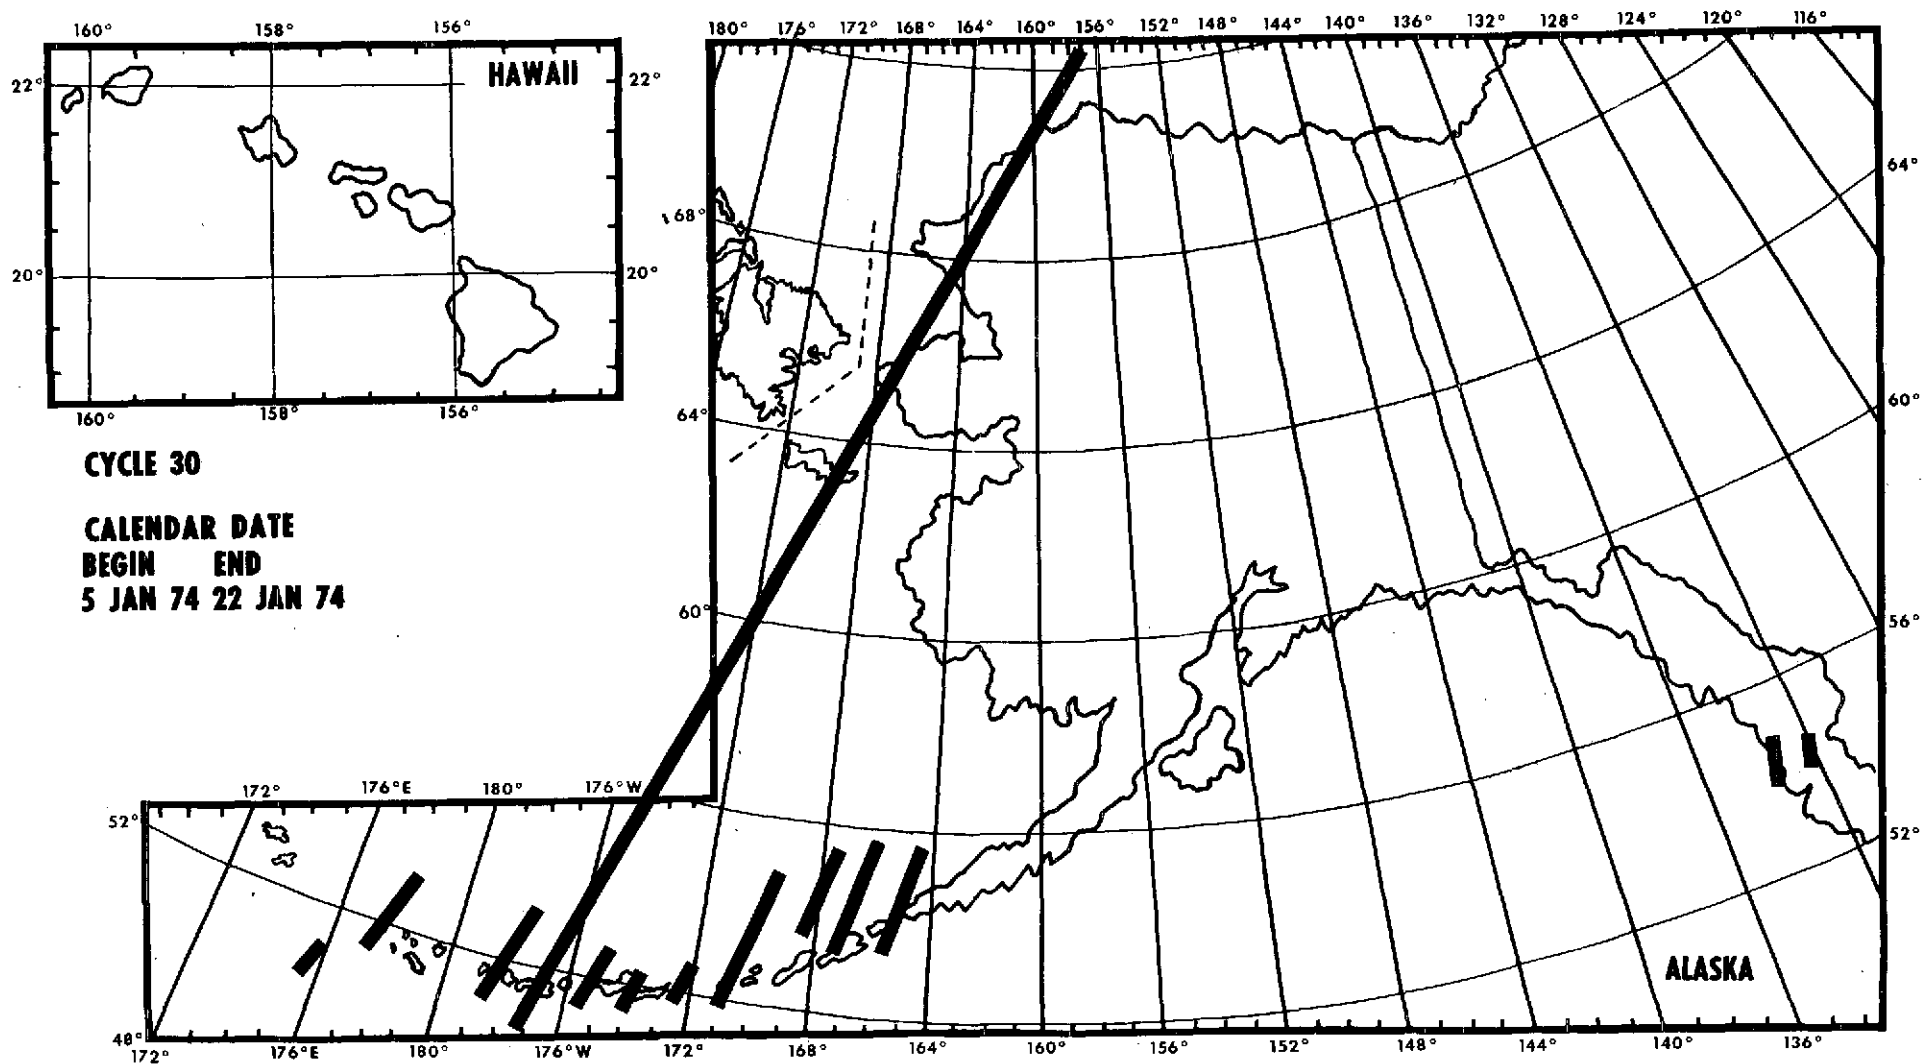 160° 158° 156°
HAWAII
22° 22°
20° 20°
160° 158° 156°
CYCLE 30
CALENDAR DATE
BEGIN END
5 JAN 74 22 JAN 74
180° 176° 172° 168° 164° 160° 156° 152° 148° 144° 140° 136° 132° 128° 124° 120° 116°
68° 64°
64° 60°
60° 56°
172° 176°E 180° 176°W
52° 52°
ALASKA
48°
172° 176°E 180° 176°W 172° 168° 164° 160° 156° 152° 148° 144° 140° 136°